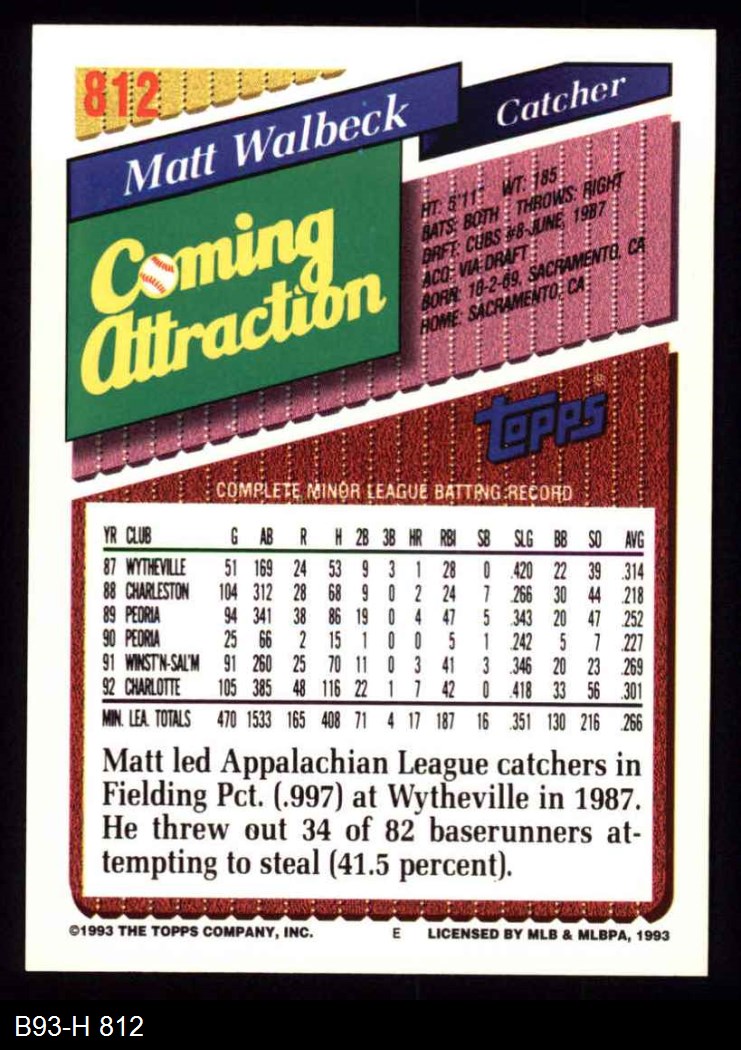 812
Matt Walbeck
Catcher
Coming
Attraction
HT: 5'11" WT: 185
BATS: BOTH THROWS: RIGHT
DRFT: CUBS #8-JUNE, 1987
ACQ: VIA DRAFT
BORN: 10-2-69, SACRAMENTO, CA
HOME: SACRAMENTO, CA
Topps
COMPLETE MINOR LEAGUE BATTING RECORD
YR CLUB G AB R H 2B 3B HR RBI SB SLG BB SO AVG
87 WYTHEVILLE 51 169 24 53 9 3 1 28 0 .420 22 39 .314
88 CHARLESTON 104 312 28 68 9 0 2 24 7 .266 30 44 .218
89 PEORIA 94 341 38 86 19 0 4 47 5 .343 20 47 .252
90 PEORIA 25 66 2 15 1 0 0 5 1 .242 5 7 .227
91 WINST'N-SAL'M 91 260 25 70 11 0 3 41 3 .346 20 23 .269
92 CHARLOTTE 105 385 48 116 22 1 7 42 0 .418 33 56 .301
MIN. LEA. TOTALS 470 1533 165 408 71 4 17 187 16 .351 130 216 .266
Matt led Appalachian League catchers in
Fielding Pct. (.997) at Wytheville in 1987.
He threw out 34 of 82 baserunners at-
tempting to steal (41.5 percent).
©1993 THE TOPPS COMPANY, INC. E LICENSED BY MLB & MLBPA, 1993
B93-H 812